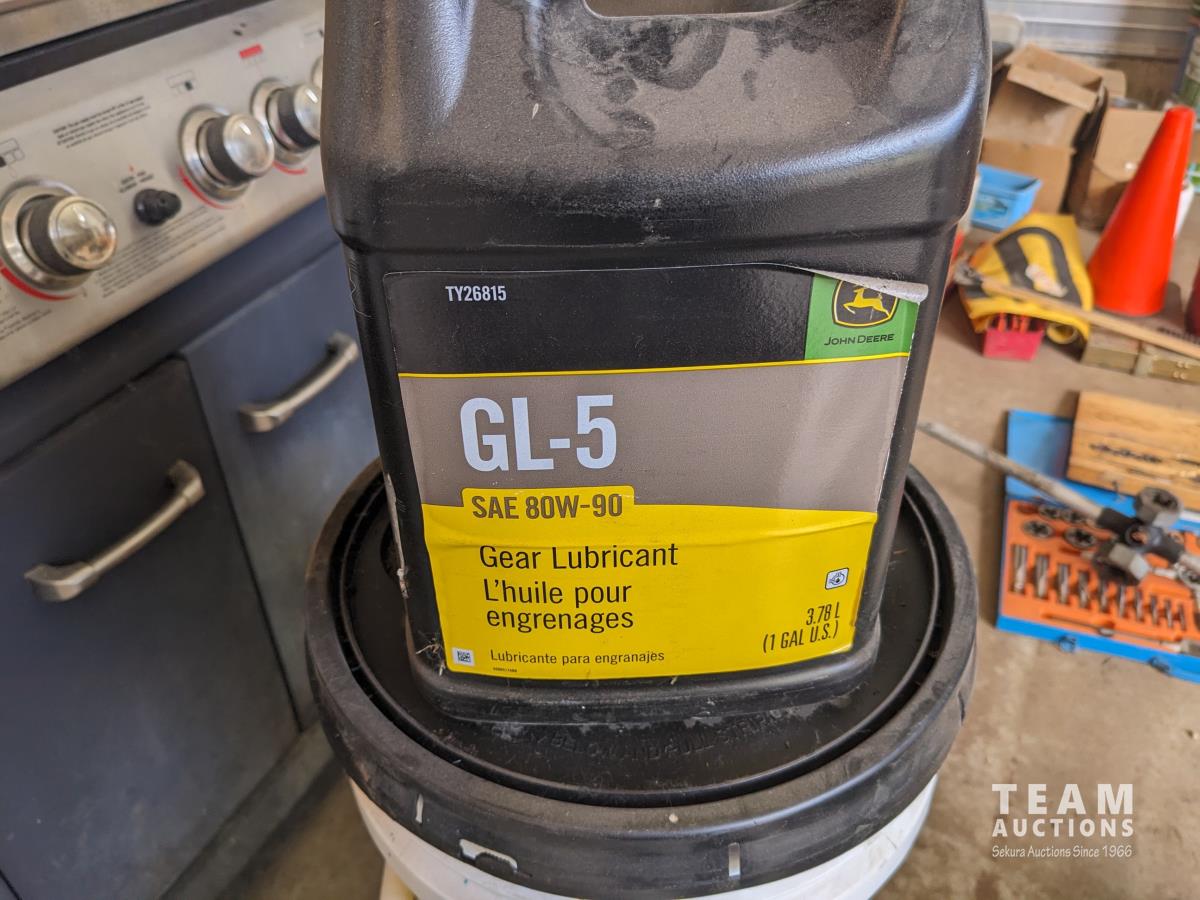 TY26815
JOHN DEERE
GL-5
SAE 80W-90
Gear Lubricant
L'huile pour
engrenages
3.78 L
(1 GAL U.S.)
Lubricante para engranajes
TEAM
AUCTIONS
Sekura Auctions Since 1966